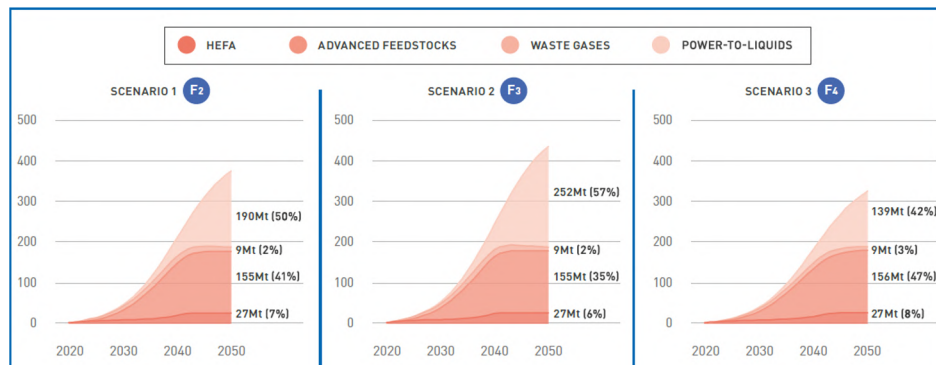 HEFA ADVANCED FEEDSTOCKS WASTE GASES POWER-TO-LIQUIDS
SCENARIO 1 F2
500
400
300
200
100
0
190Mt (50%)
9Mt (2%)
155Mt (41%)
27Mt (7%)
2020 2030 2040 2050
SCENARIO 2 F3
500
400
300
200
100
0
252Mt (57%)
9Mt (2%)
155Mt (35%)
27Mt (6%)
2020 2030 2040 2050
SCENARIO 3 F4
500
400
300
200
100
0
139Mt (42%)
9Mt (3%)
156Mt (47%)
27Mt (8%)
2020 2030 2040 2050